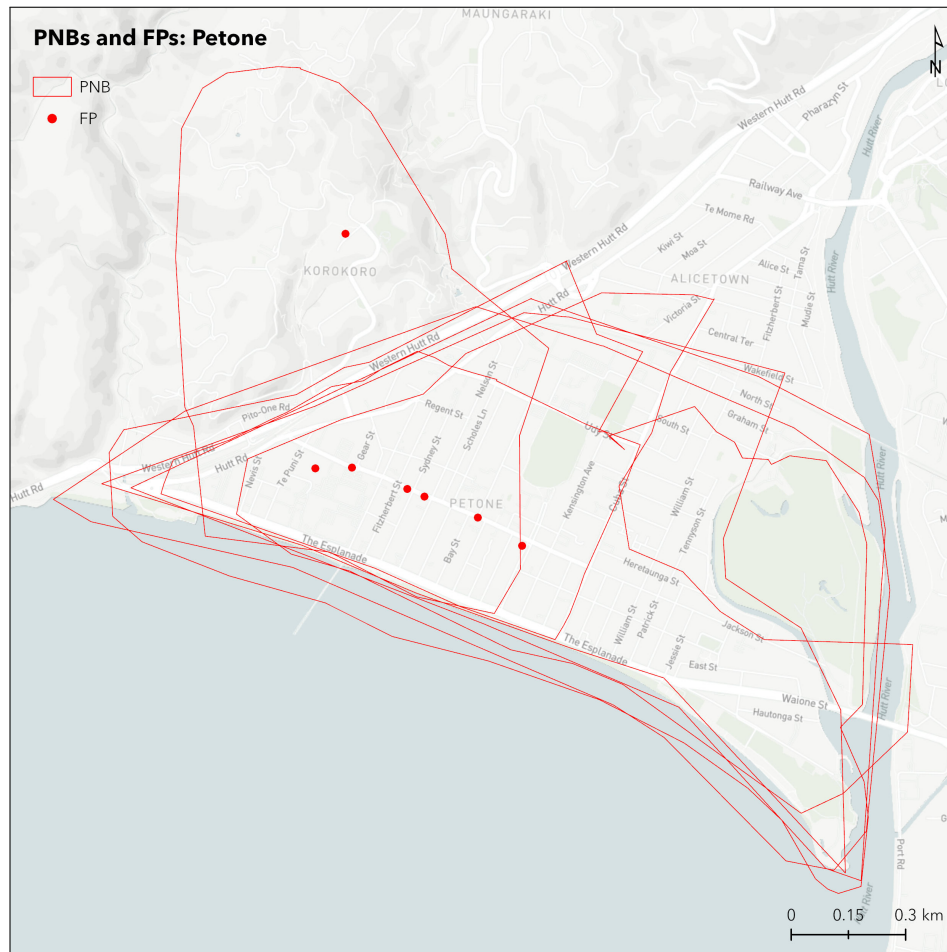 MAUNGARAKI
PNBs and FPs: Petone
PNB
FP
N
Western Hutt Rd
Pharazyn St
Hutt River
Railway Ave
Te Mome Rd
Kiwi St
Moa St
Western Hutt Rd
KOROKORO
ALICETOWN
Alice St
Tama St
Hutt River
Hutt Rd
Victoria St
Fitzherbert St
Mudie St
Central Ter
Western Hutt Rd
Wakefield St
Nelson St
North St
Pito-One Rd
Regent St
Scholes Ln
Graham St
Udy St
South St
Gear St
Sydney St
Western Hutt Rd
Hutt Rd
Nevis St
Te Puni St
Hutt River
Kensington Ave
Cuba St
William St
Hutt Rd
Fitzherbert St
PETONE
Tennyson St
The Esplanade
Bay St
Heretaunga St
William St
Patrick St
Jackson St
The Esplanade
Jessie St
East St
Waione St
Hutt River
Hautonga St
Port Rd
Hutt River
0 0.15 0.3 km